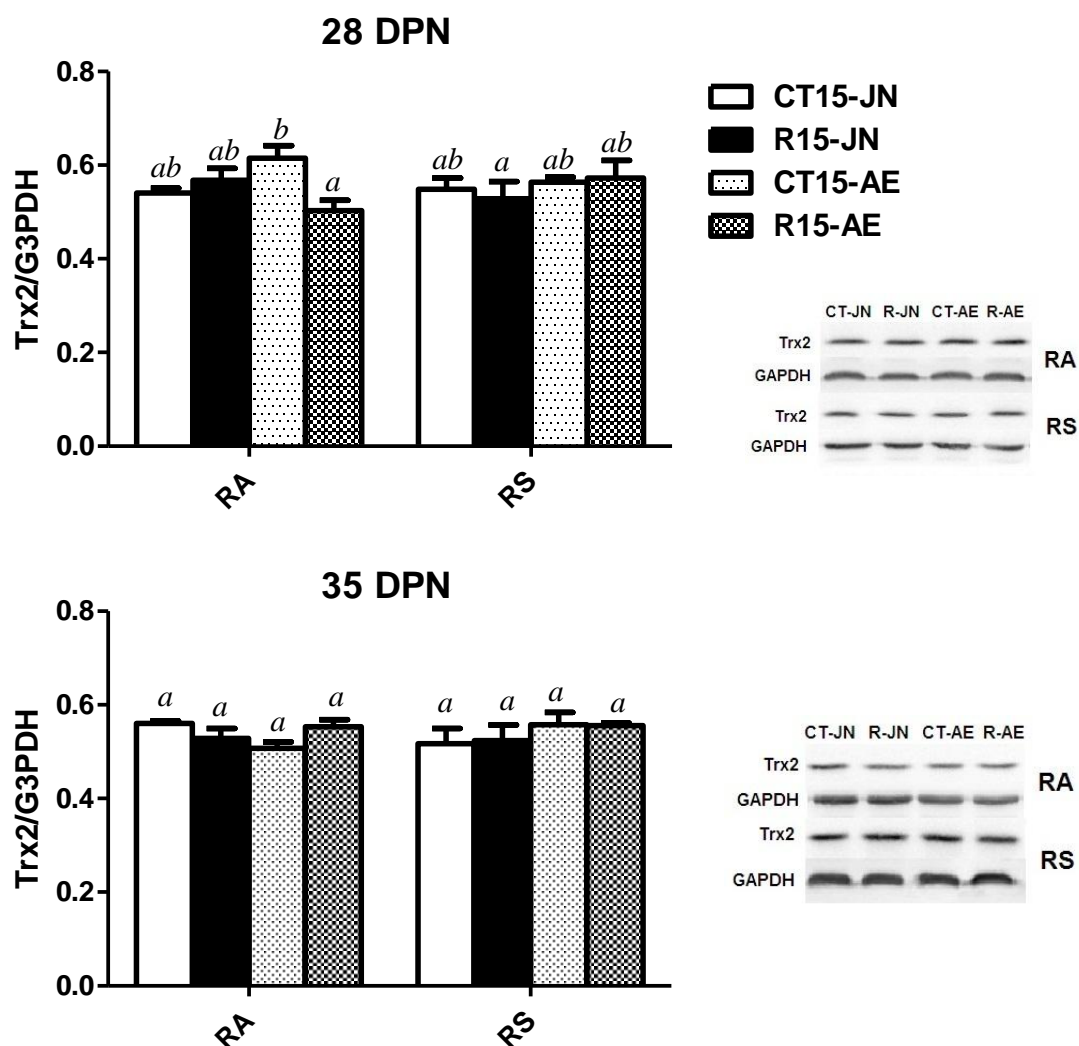 28 DPN
Trx2/G3PDH
0.8
0.6
0.4
0.2
0.0
ab
ab
b
a
ab
a
ab
ab
RA
RS
CT15-JN
R15-JN
CT15-AE
R15-AE
CT-JN R-JN CT-AE R-AE
Trx2
GAPDH
RA
Trx2
GAPDH
RS
35 DPN
Trx2/G3PDH
0.8
0.6
0.4
0.2
0.0
a
a
a
a
a
a
a
a
RA
RS
CT-JN R-JN CT-AE R-AE
Trx2
GAPDH
RA
Trx2
GAPDH
RS